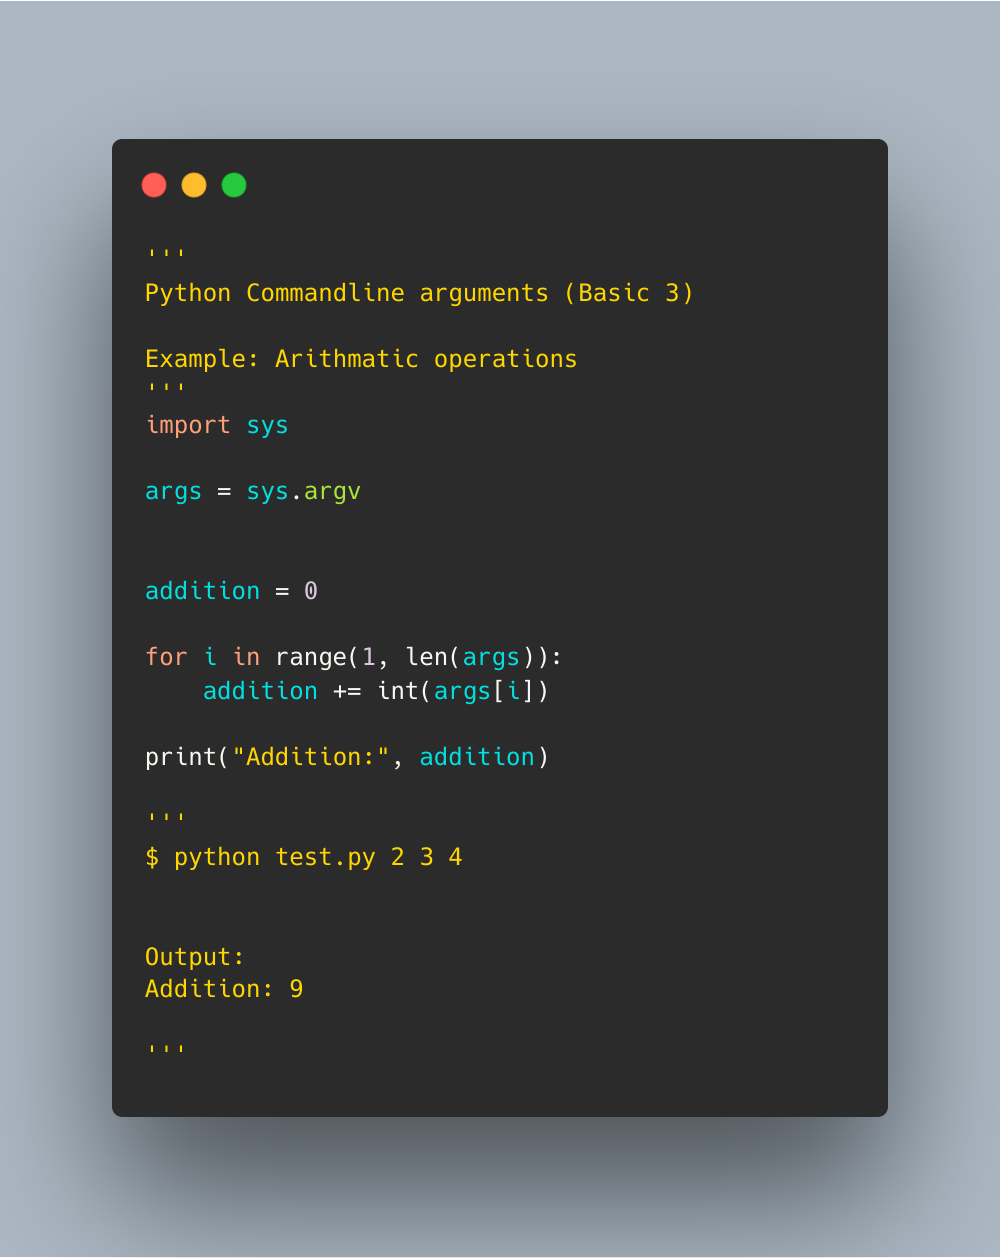 '''
Python Commandline arguments (Basic 3)
Example: Arithmatic operations
'''
import sys
args = sys.argv
addition = 0
for i in range(1, len(args)):
    addition += int(args[i])
print("Addition:", addition)
'''
$ python test.py 2 3 4
Output:
Addition: 9
'''